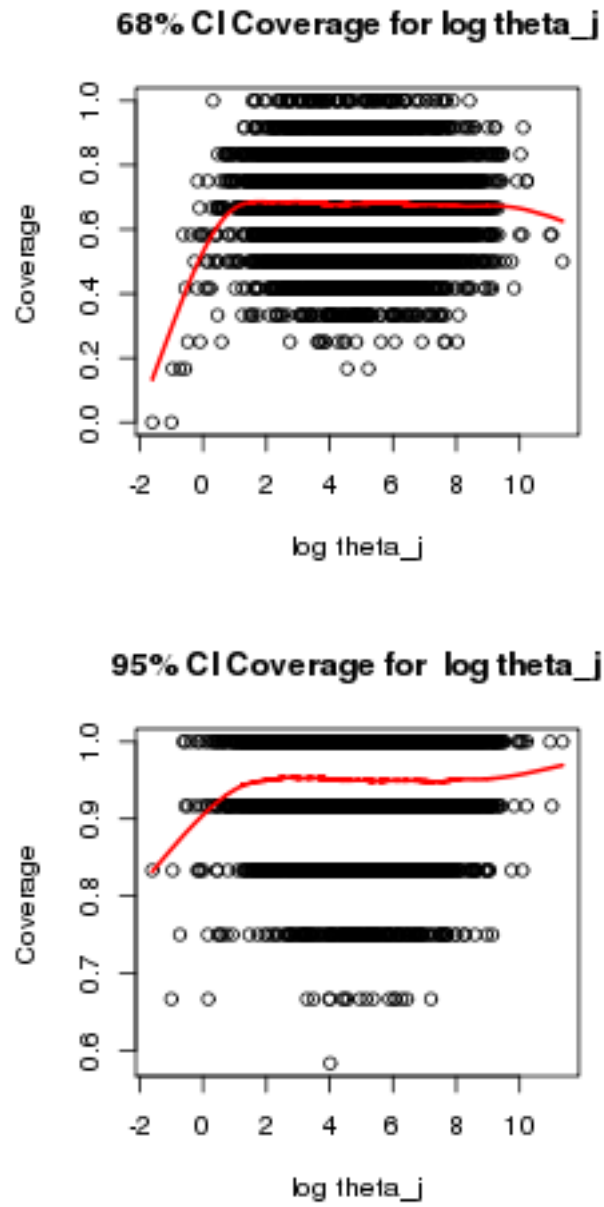 68% CI Coverage for log theta_j
1.0
0.8
0.6
0.4
0.2
0.0
Coverage
-2 0 2 4 6 8 10
log theta_j
95% CI Coverage for log theta_j
1.0
0.9
0.8
0.7
0.6
Coverage
-2 0 2 4 6 8 10
log theta_j